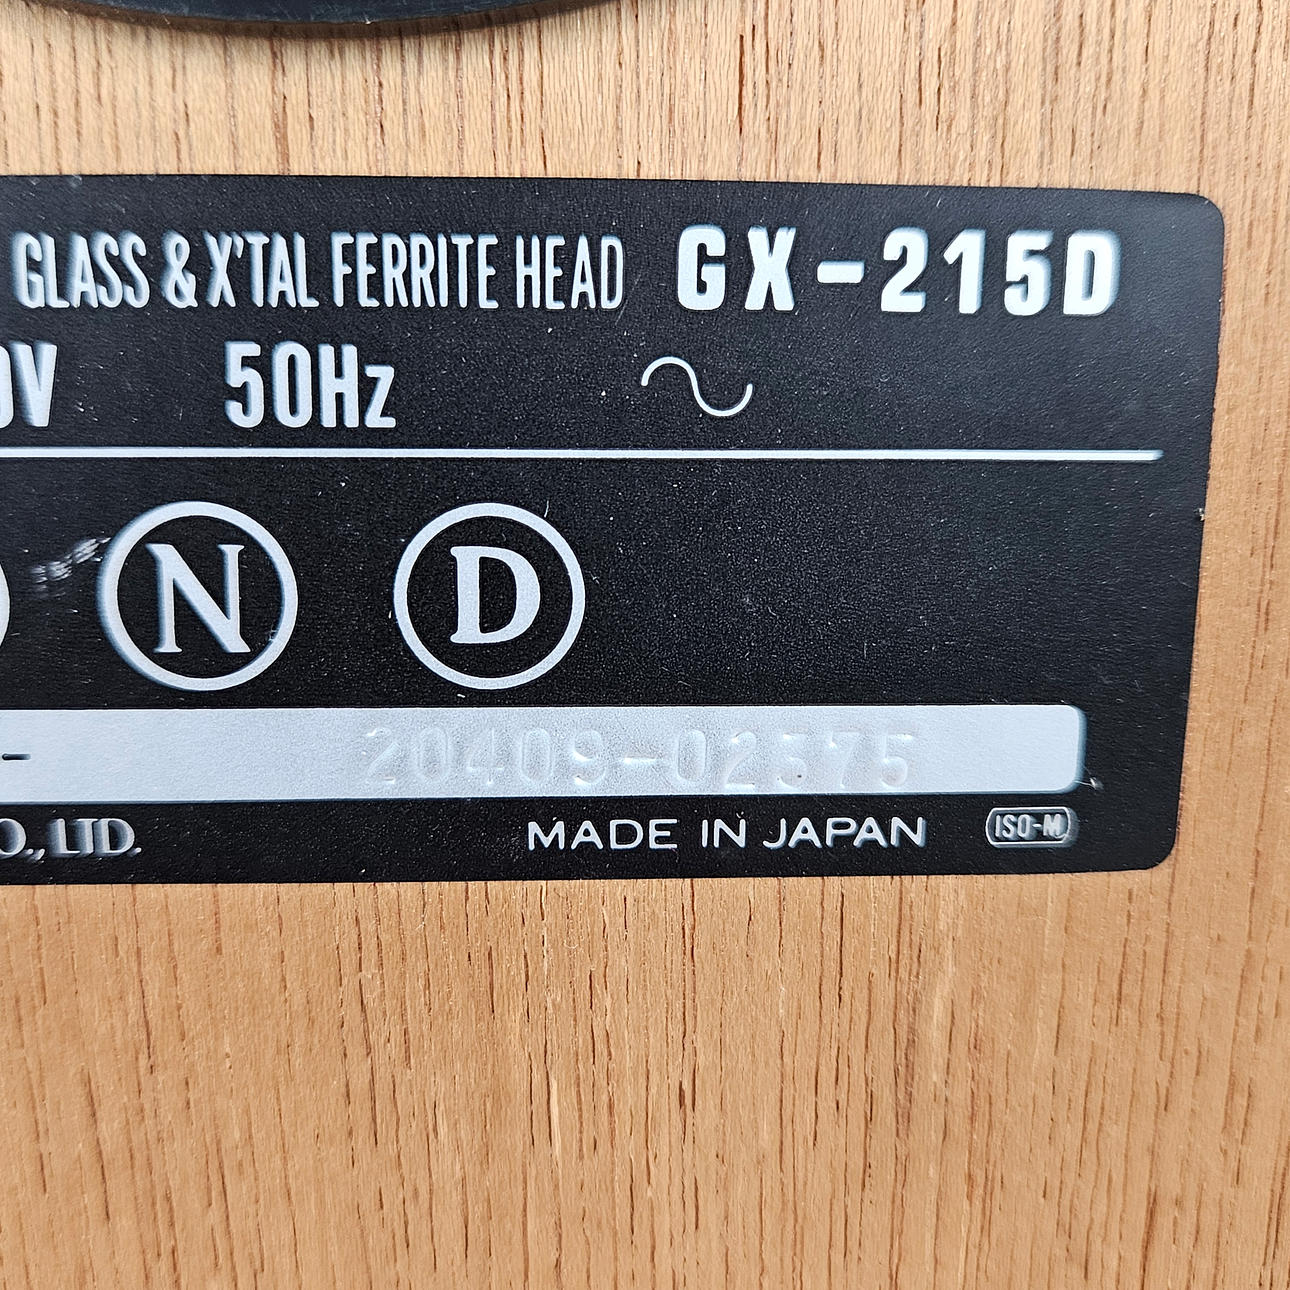 GLASS & X'TAL FERRITE HEAD GX-215D
0V 50Hz
N D
- 20409-02375
O., LTD. MADE IN JAPAN ISO-M